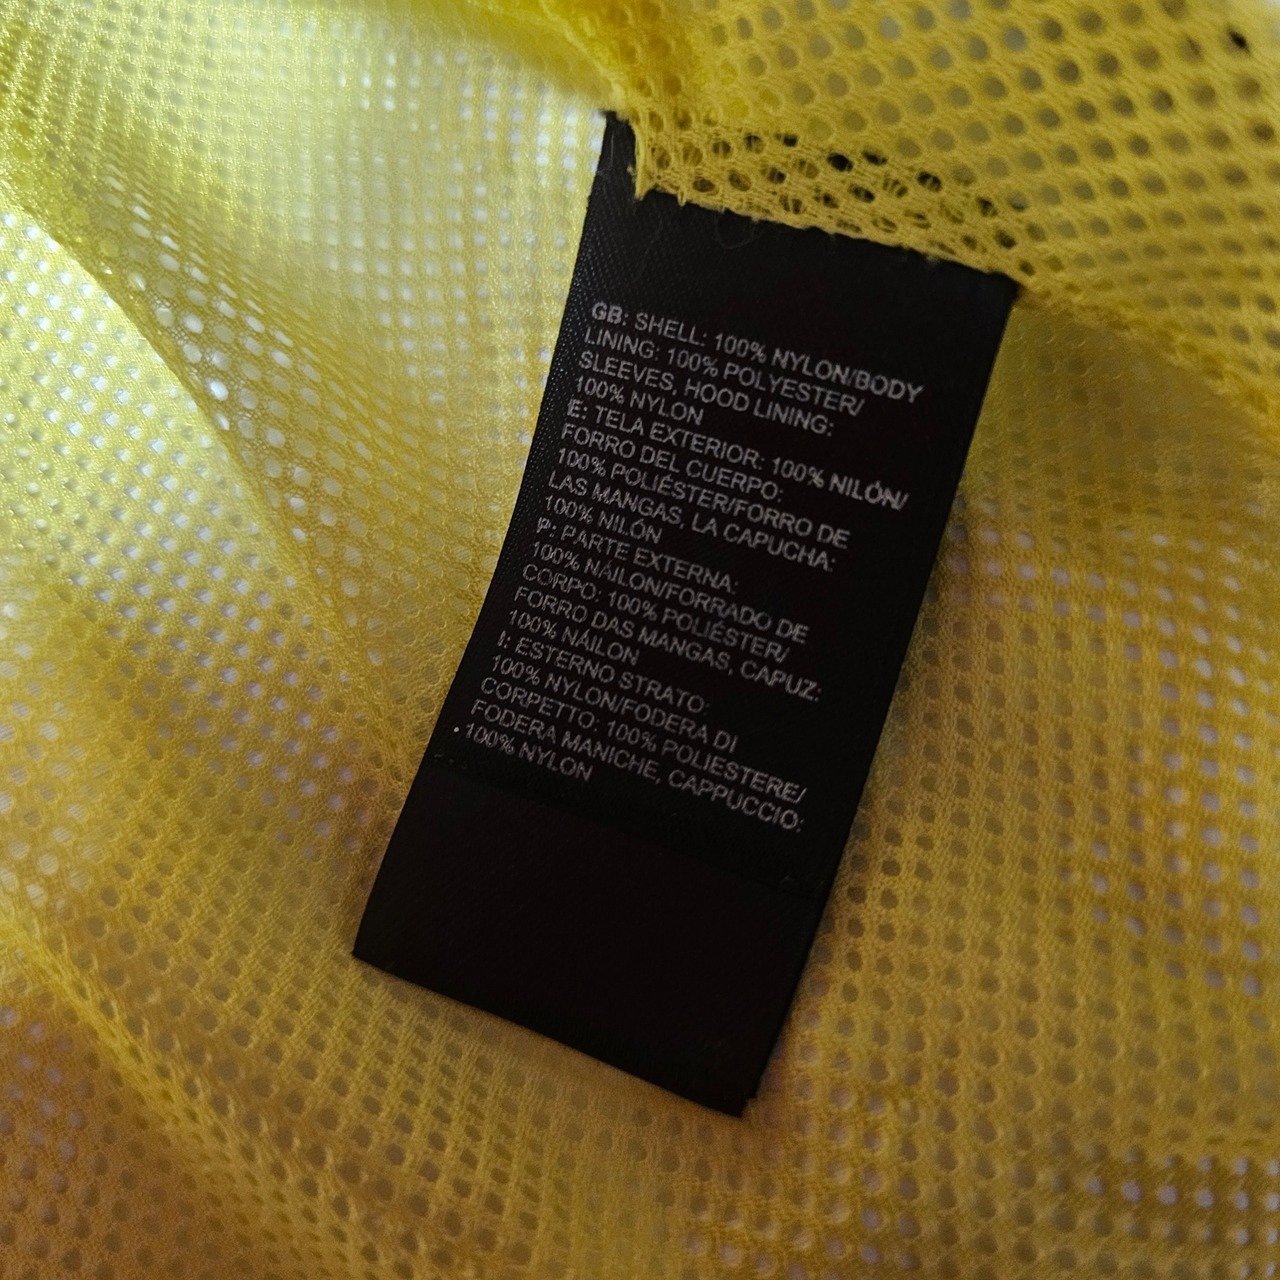 GB: SHELL: 100% NYLON/BODY
LINING: 100% POLYESTER/
SLEEVES, HOOD LINING:
100% NYLON
E: TELA EXTERIOR: 100% NILÓN/
FORRO DEL CUERPO:
100% POLIÉSTER/FORRO DE
LAS MANGAS, LA CAPUCHA:
100% NILÓN
P: PARTE EXTERNA:
100% NÁILON/FORRADO DE
CORPO: 100% POLIÉSTER/
FORRO DAS MANGAS, CAPUZ:
100% NÁILON
I: ESTERNO STRATO:
100% NYLON/FODERA DI
CORPETTO: 100% POLIESTERE/
FODERA MANICHE, CAPPUCCIO:
100% NYLON